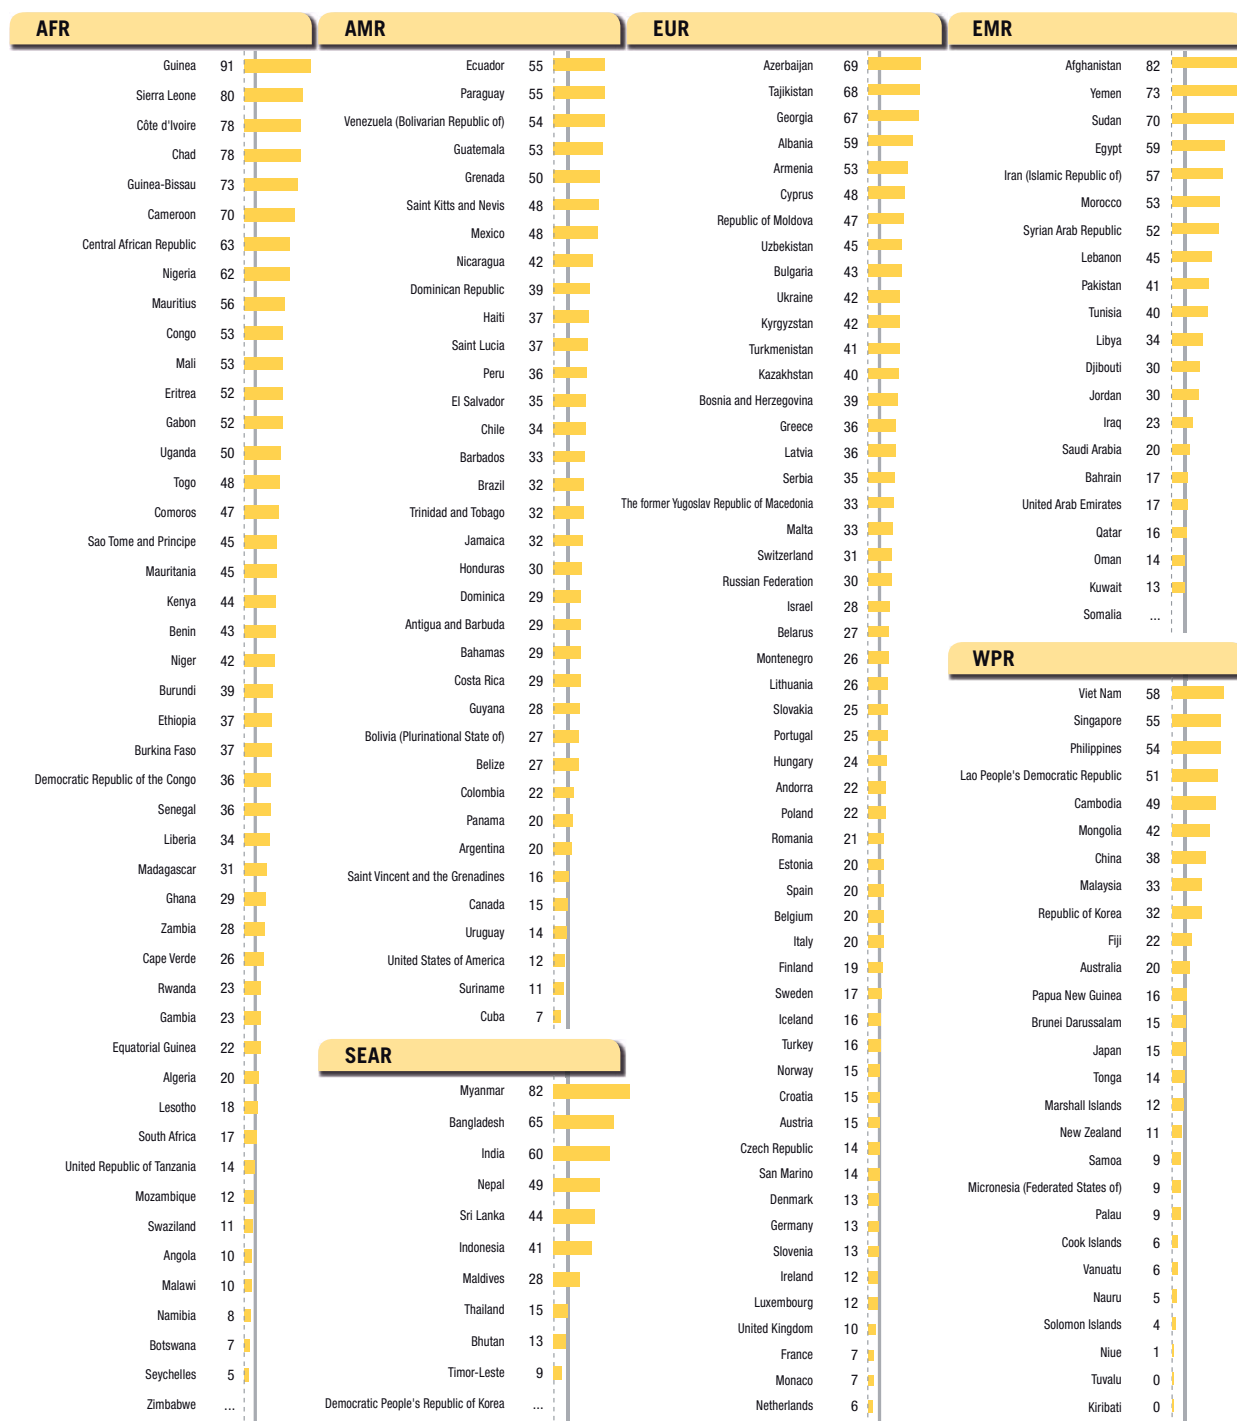 AFR
Guinea 91
Sierra Leone 80
Côte d'Ivoire 78
Chad 78
Guinea-Bissau 73
Cameroon 70
Central African Republic 63
Nigeria 62
Mauritius 56
Congo 53
Mali 53
Eritrea 52
Gabon 52
Uganda 50
Togo 48
Comoros 47
Sao Tome and Principe 45
Mauritania 45
Kenya 44
Benin 43
Niger 42
Burundi 39
Ethiopia 37
Burkina Faso 37
Democratic Republic of the Congo 36
Senegal 36
Liberia 34
Madagascar 31
Ghana 29
Zambia 28
Cape Verde 26
Rwanda 23
Gambia 23
Equatorial Guinea 22
Algeria 20
Lesotho 18
South Africa 17
United Republic of Tanzania 14
Mozambique 12
Swaziland 11
Angola 10
Malawi 10
Namibia 8
Botswana 7
Seychelles 5
Zimbabwe ...
AMR
Ecuador 55
Paraguay 55
Venezuela (Bolivarian Republic of) 54
Guatemala 53
Grenada 50
Saint Kitts and Nevis 48
Mexico 48
Nicaragua 42
Dominican Republic 39
Haiti 37
Saint Lucia 37
Peru 36
El Salvador 35
Chile 34
Barbados 33
Brazil 32
Trinidad and Tobago 32
Jamaica 32
Honduras 30
Dominica 29
Antigua and Barbuda 29
Bahamas 29
Costa Rica 29
Guyana 28
Bolivia (Plurinational State of) 27
Belize 27
Colombia 22
Panama 20
Argentina 20
Saint Vincent and the Grenadines 16
Canada 15
Uruguay 14
United States of America 12
Suriname 11
Cuba 7
SEAR
Myanmar 82
Bangladesh 65
India 60
Nepal 49
Sri Lanka 44
Indonesia 41
Maldives 28
Thailand 15
Bhutan 13
Timor-Leste 9
Democratic People's Republic of Korea ...
EUR
Azerbaijan 69
Tajikistan 68
Georgia 67
Albania 59
Armenia 53
Cyprus 48
Republic of Moldova 47
Uzbekistan 45
Bulgaria 43
Ukraine 42
Kyrgyzstan 42
Turkmenistan 41
Kazakhstan 40
Bosnia and Herzegovina 39
Greece 36
Latvia 36
Serbia 35
The former Yugoslav Republic of Macedonia 33
Malta 33
Switzerland 31
Russian Federation 30
Israel 28
Belarus 27
Montenegro 26
Lithuania 26
Slovakia 25
Portugal 25
Hungary 24
Andorra 22
Poland 22
Romania 21
Estonia 20
Spain 20
Belgium 20
Italy 20
Finland 19
Sweden 17
Iceland 16
Turkey 16
Norway 15
Croatia 15
Austria 15
Czech Republic 14
San Marino 14
Denmark 13
Germany 13
Slovenia 13
Ireland 12
Luxembourg 12
United Kingdom 10
France 7
Monaco 7
Netherlands 6
EMR
Afghanistan 82
Yemen 73
Sudan 70
Egypt 59
Iran (Islamic Republic of) 57
Morocco 53
Syrian Arab Republic 52
Lebanon 45
Pakistan 41
Tunisia 40
Libya 34
Djibouti 30
Jordan 30
Iraq 23
Saudi Arabia 20
Bahrain 17
United Arab Emirates 17
Qatar 16
Oman 14
Kuwait 13
Somalia ...
WPR
Viet Nam 58
Singapore 55
Philippines 54
Lao People's Democratic Republic 51
Cambodia 49
Mongolia 42
China 38
Malaysia 33
Republic of Korea 32
Fiji 22
Australia 20
Papua New Guinea 16
Brunei Darussalam 15
Japan 15
Tonga 14
Marshall Islands 12
New Zealand 11
Samoa 9
Micronesia (Federated States of) 9
Palau 9
Cook Islands 6
Vanuatu 6
Nauru 5
Solomon Islands 4
Niue 1
Tuvalu 0
Kiribati 0